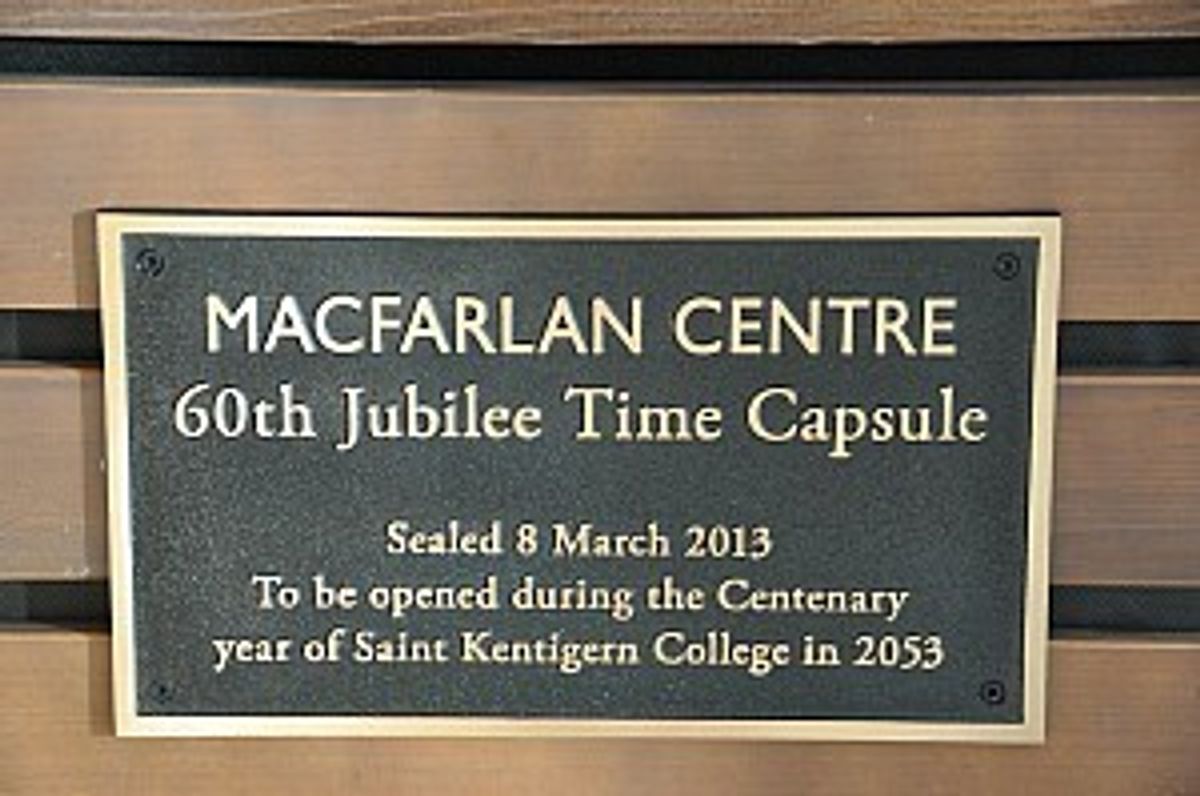 MACFARLAN CENTRE
60th Jubilee Time Capsule
Sealed 8 March 2013
To be opened during the Centenary
year of Saint Kentigern College in 2053